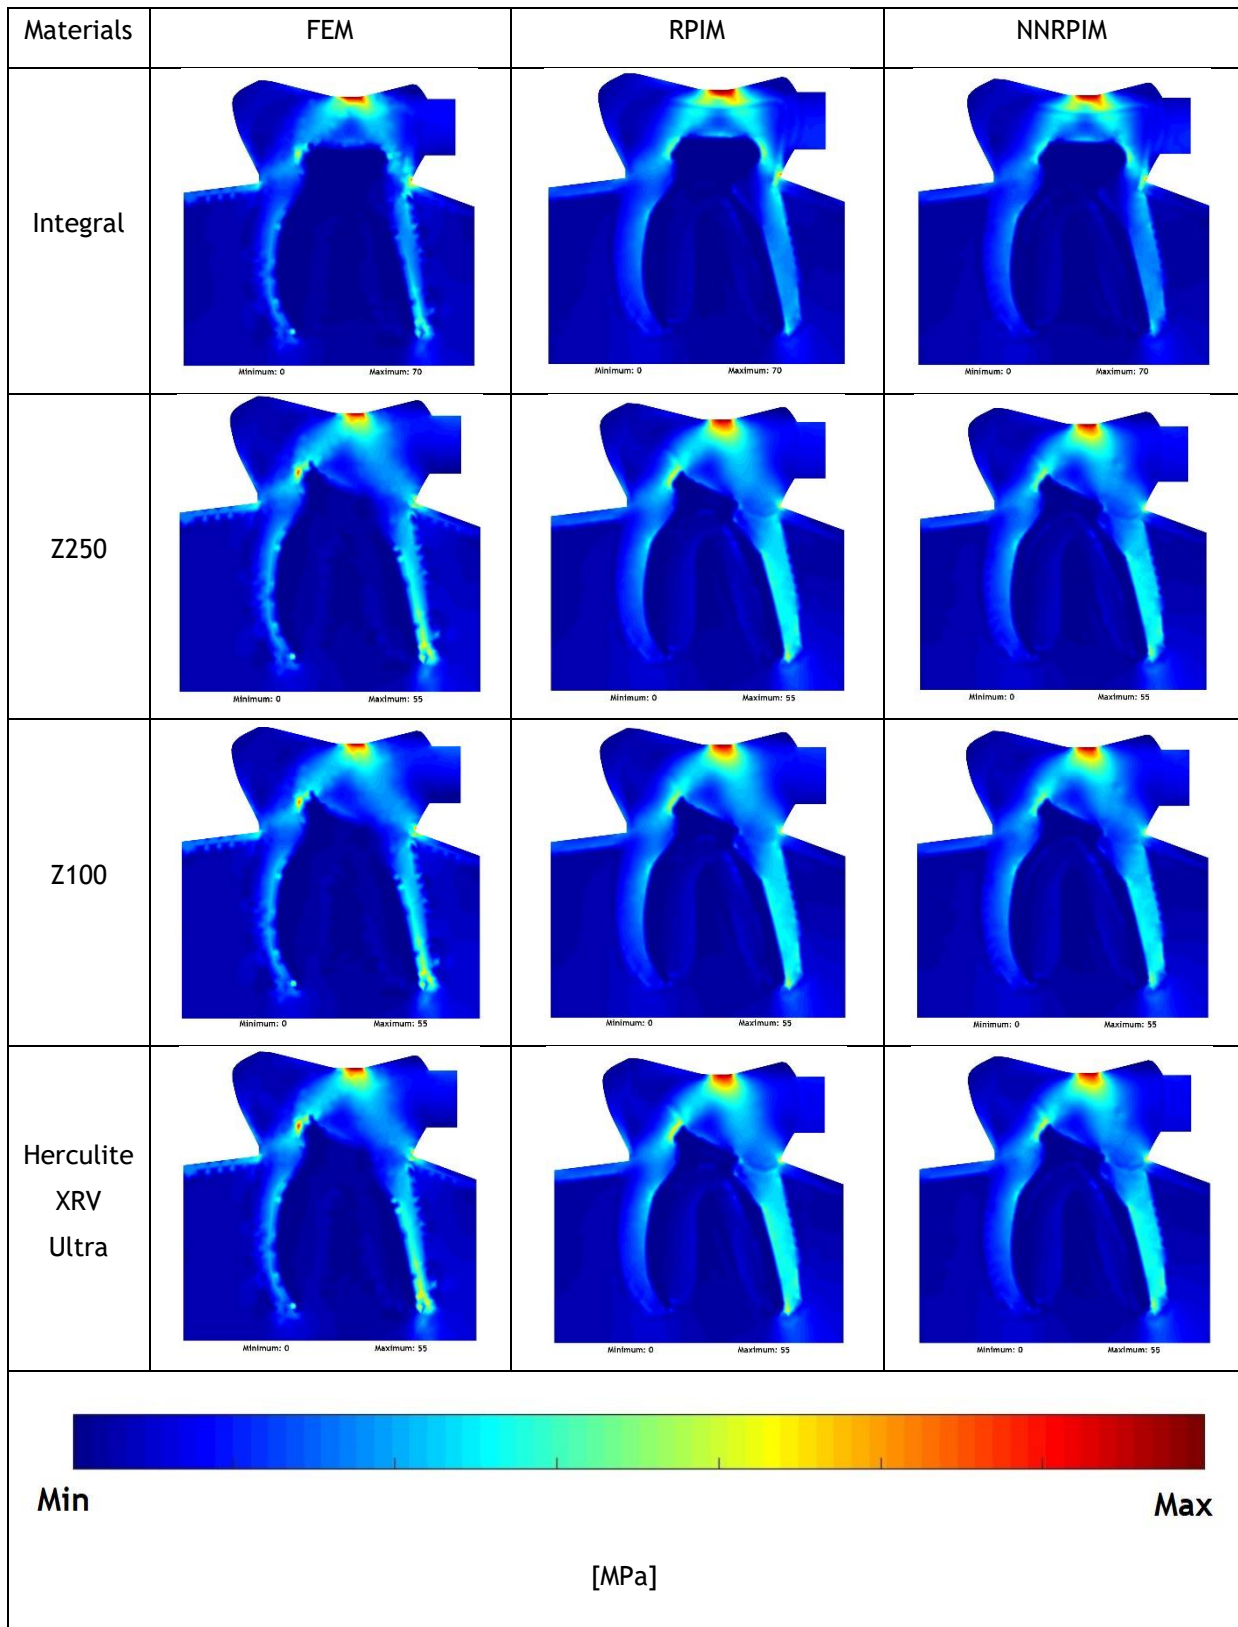 Materials FEM RPIM NNRPIM
Integral
Minimum: 0 Maximum: 70 Minimum: 0 Maximum: 70 Minimum: 0 Maximum: 70
Z250
Minimum: 0 Maximum: 55 Minimum: 0 Maximum: 55 Minimum: 0 Maximum: 55
Z100
Minimum: 0 Maximum: 55 Minimum: 0 Maximum: 55 Minimum: 0 Maximum: 55
Herculite
XRV
Ultra
Minimum: 0 Maximum: 55 Minimum: 0 Maximum: 55 Minimum: 0 Maximum: 55
Min Max
[MPa]